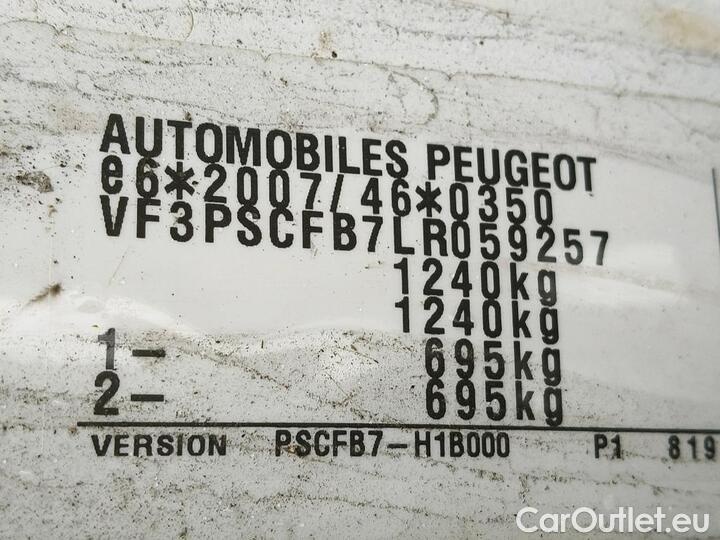 AUTOMOBILES PEUGEOT
e6*2007/46*0350
VF3PSCFB7LR059257
1240kg
1240kg
1- 695kg
2- 695kg
VERSION PSCFB7-H1B000 P1 819
CarOutlet.eu